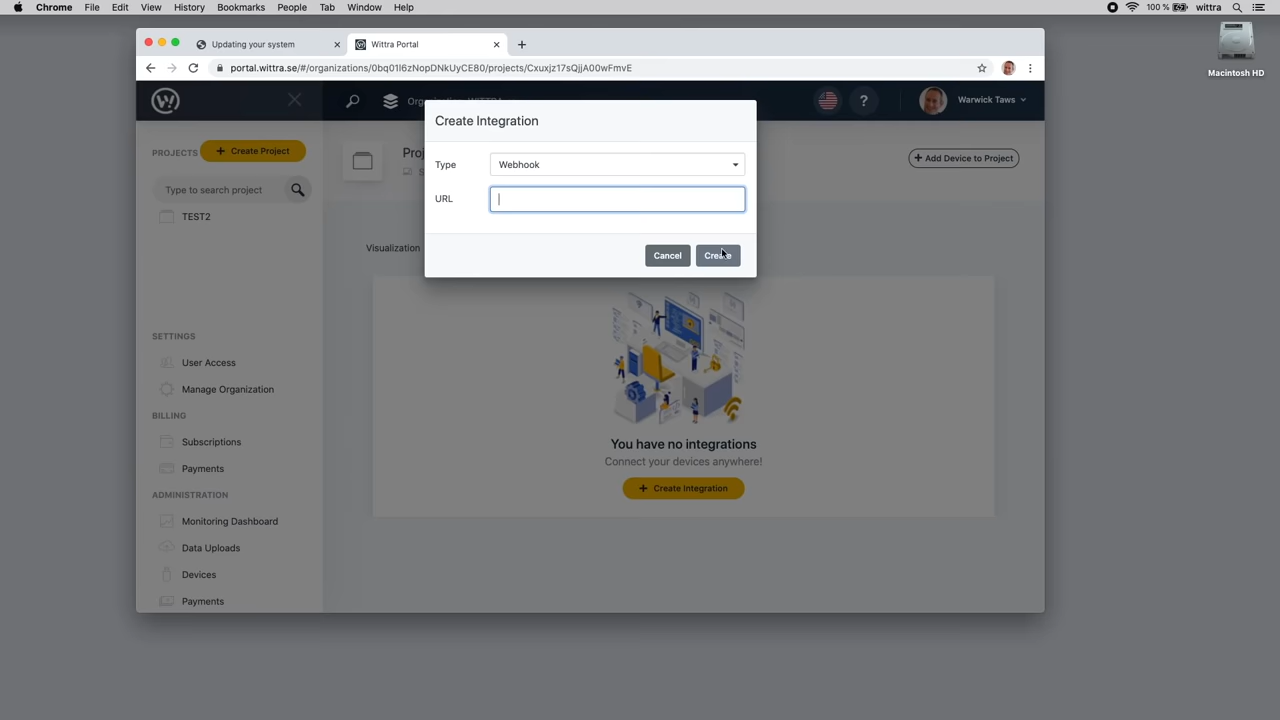 Chrome File Edit View History Bookmarks People Tab Window Help
100 % wittra
Macintosh HD
Updating your system
Wittra Portal
portal.wittra.se/#/organizations/0bq01I6zNopDNkUyCE80/projects/Cxuxjz17sQjjA00wFmvE
?
Warwick Taws
Create Integration
PROJECTS
+ Create Project
Type to search project
TEST2
Type Webhook
URL
Cancel Create
+ Add Device to Project
Visualization
SETTINGS
User Access
Manage Organization
BILLING
Subscriptions
Payments
ADMINISTRATION
Monitoring Dashboard
Data Uploads
Devices
Payments
You have no integrations
Connect your devices anywhere!
+ Create Integration